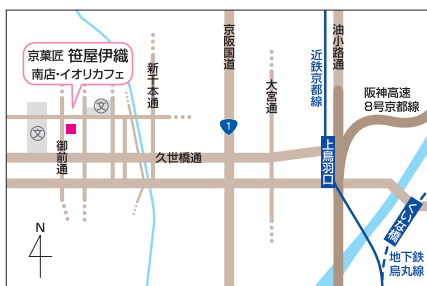 京菓匠 笹屋伊織
南店・イオリカフェ
新千本通
京阪国道
油小路通
近鉄京都線
大宮通
阪神高速
8号京都線
文
文
1
御前通
久世橋通
上鳥羽口
くいな橋
地下鉄
烏丸線
N